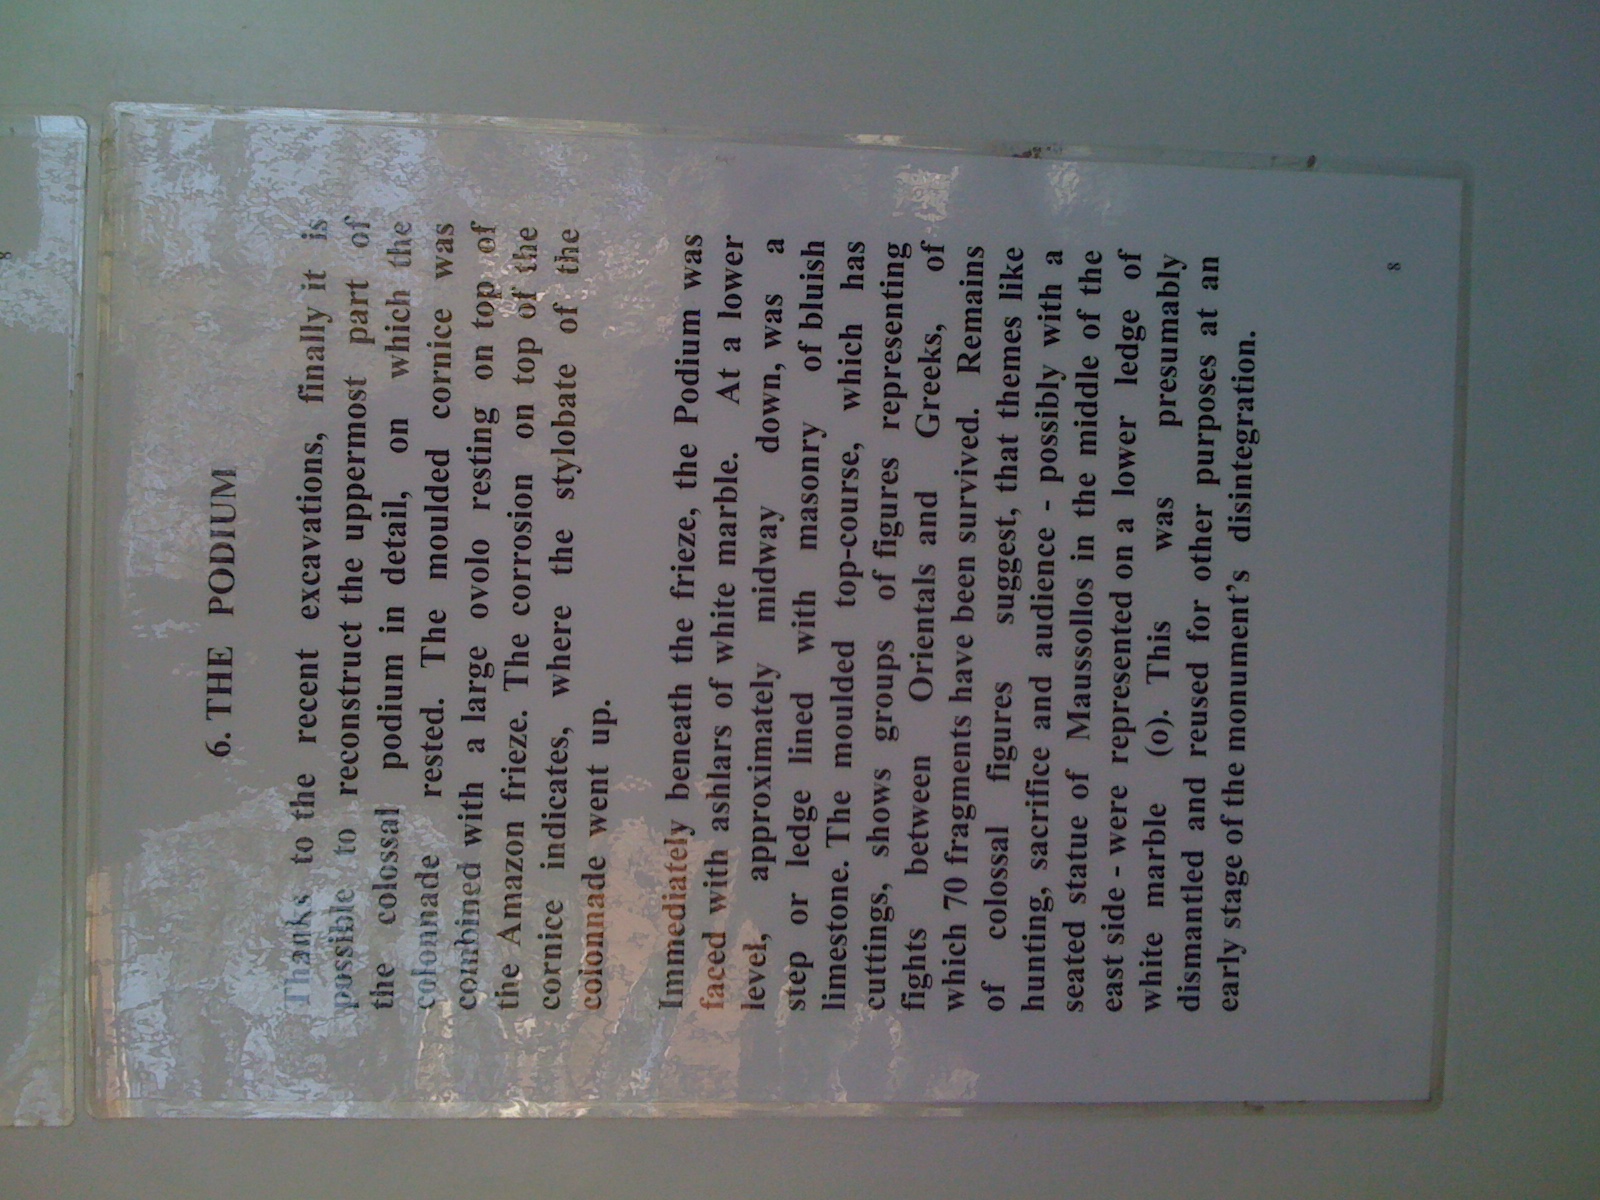 8
6. THE PODIUM
Thanks to the recent excavations, finally it is
possible to reconstruct the uppermost part of
the colossal podium in detail, on which the
colonnade rested. The moulded cornice was
combined with a large ovolo resting on top of
the Amazon frieze. The corrosion on top of the
cornice indicates, where the stylobate of the
colonnade went up.
Immediately beneath the frieze, the Podium was
faced with ashlars of white marble. At a lower
level, approximately midway down, was a
step or ledge lined with masonry of bluish
limestone. The moulded top-course, which has
cuttings, shows groups of figures representing
fights between Orientals and Greeks, of
which 70 fragments have been survived. Remains
of colossal figures suggest, that themes like
hunting, sacrifice and audience - possibly with a
seated statue of Maussollos in the middle of the
east side - were represented on a lower ledge of
white marble (o). This was presumably
dismantled and reused for other purposes at an
early stage of the monument's disintegration.
8